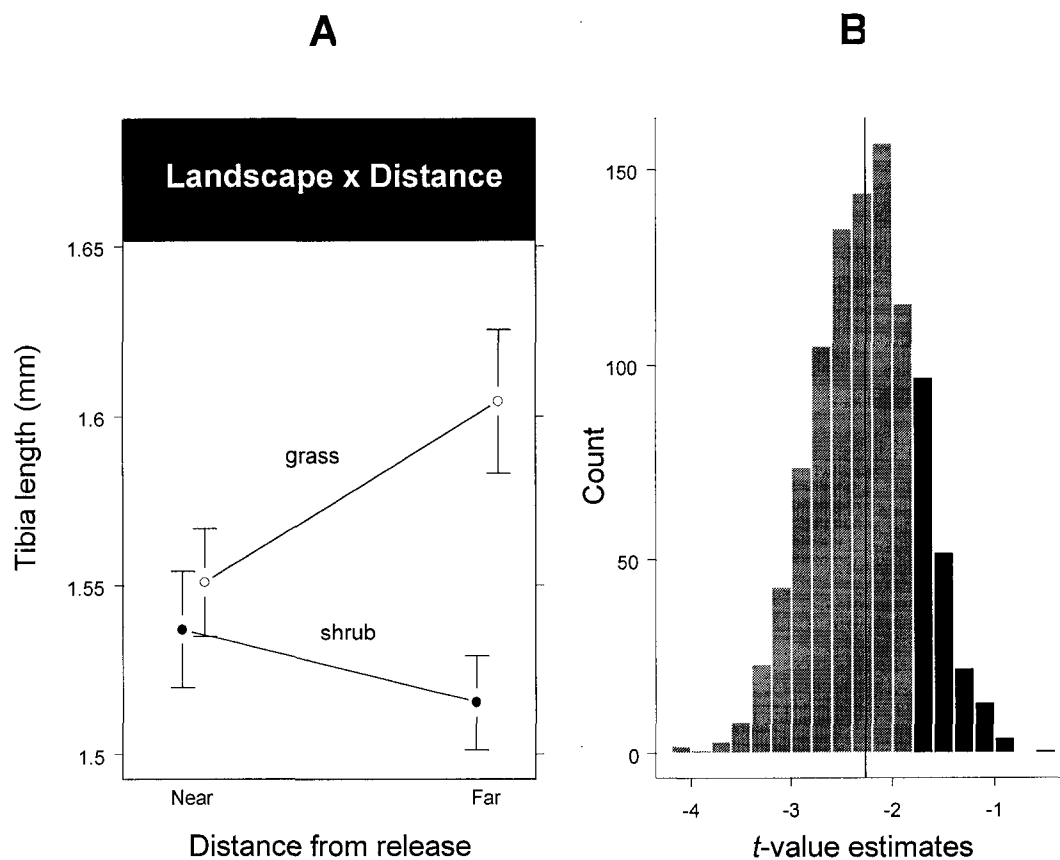 A
Landscape x Distance
1.65
1.6
1.55
1.5
Tibia length (mm)
grass
shrub
Near
Far
Distance from release
B
150
100
50
0
Count
-4
-3
-2
-1
t-value estimates